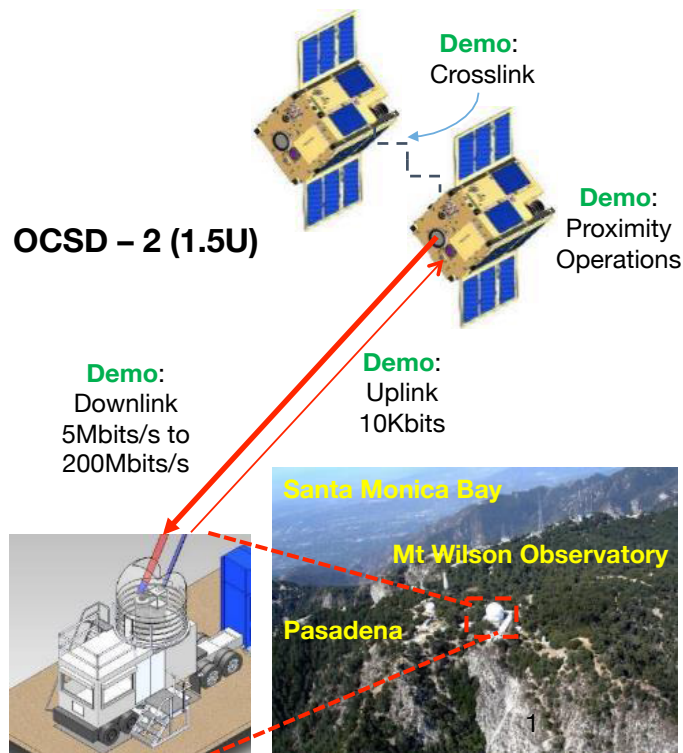 Demo:
Crosslink
Demo:
Proximity
Operations
OCSD – 2 (1.5U)
Demo:
Downlink
5Mbits/s to
200Mbits/s
Demo:
Uplink
10Kbits
Santa Monica Bay
Mt Wilson Observatory
Pasadena
1